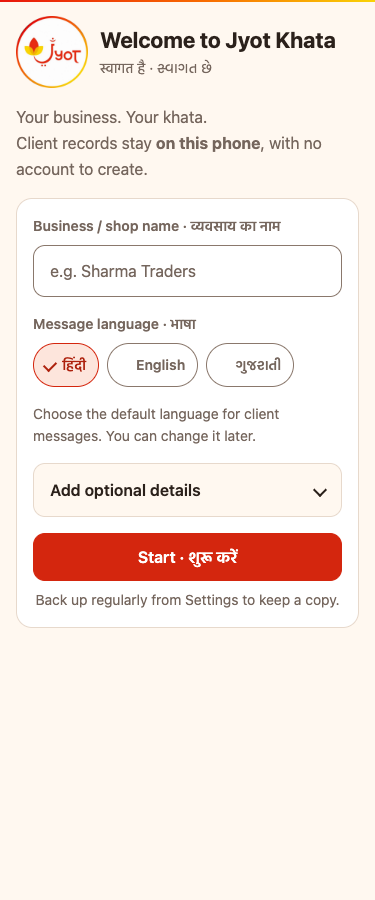 Jyot
Welcome to Jyot Khata
स्वागत है · સ્વાગત છે
Your business. Your khata.
Client records stay on this phone, with no
account to create.
Business / shop name · व्यवसाय का नाम
e.g. Sharma Traders
Message language · भाषा
हिंदी
English
ગુજરાતી
Choose the default language for client
messages. You can change it later.
Add optional details
Start · शुरू करें
Back up regularly from Settings to keep a copy.